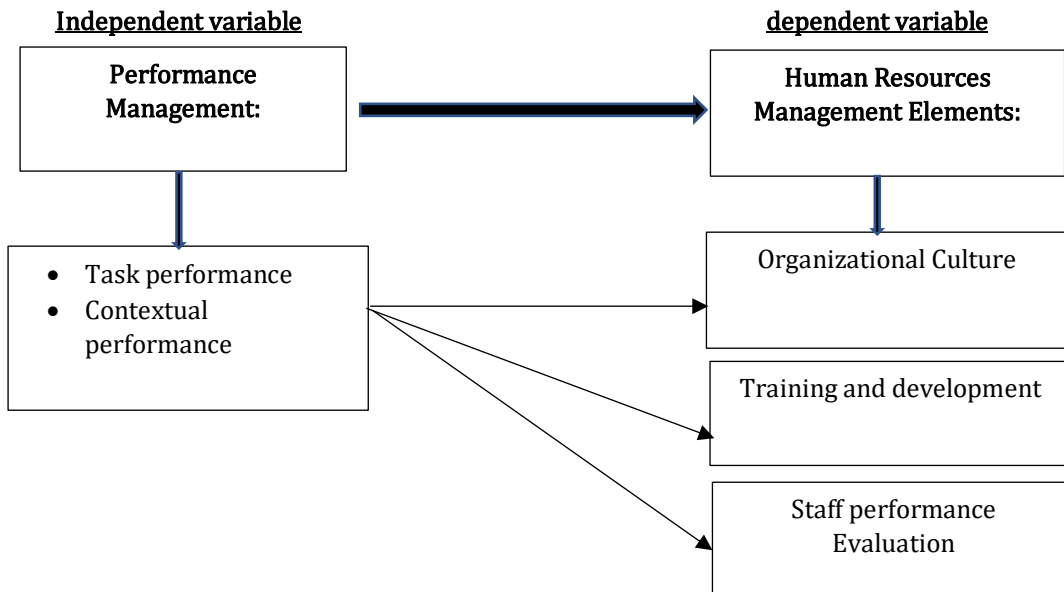 Independent variable
dependent variable
Performance
Management:
Human Resources
Management Elements:
• Task performance
• Contextual
performance
Organizational Culture
Training and development
Staff performance
Evaluation